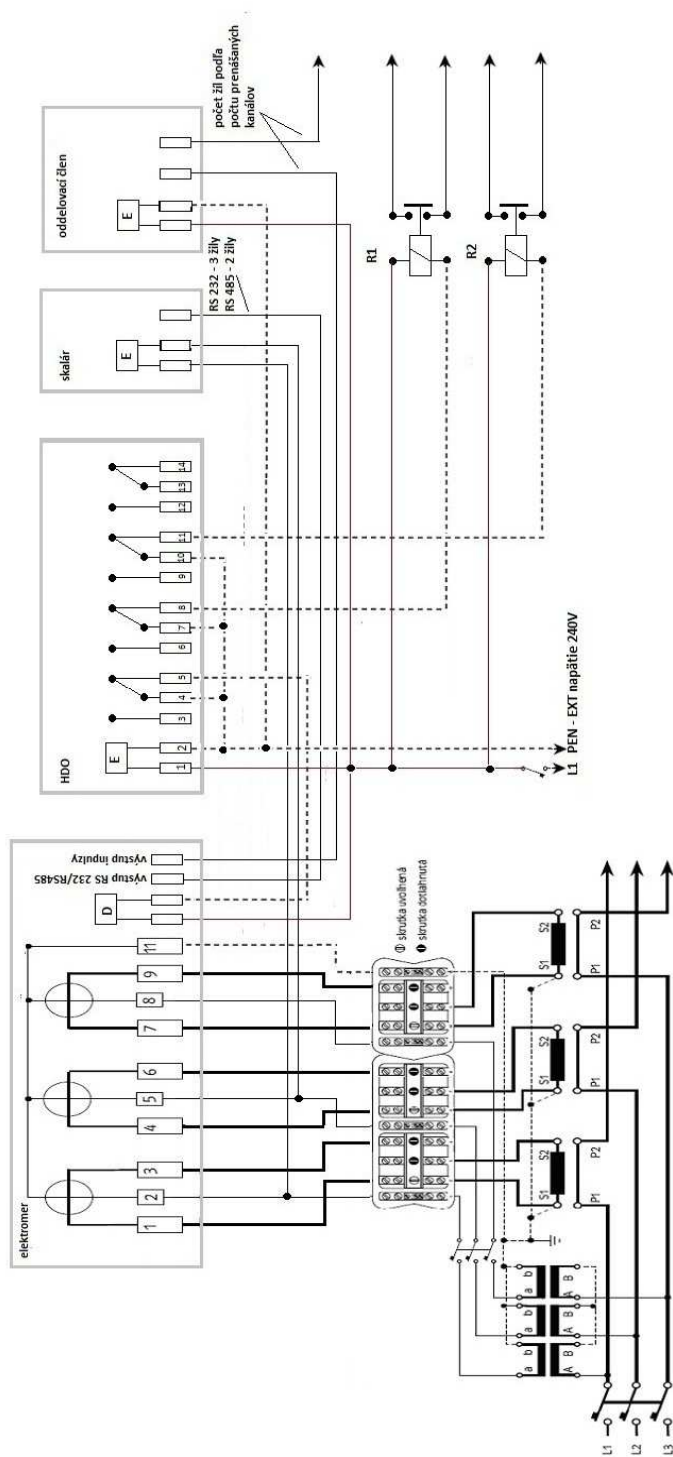 elektromer
1
2
3
4
5
6
7
8
9
11
D
výstup RS 232/RS485
výstup inpulzy
HDO
E
1
2
3
4
5
6
7
8
9
10
11
12
13
14
skalár
E
RS 232 - 3 žily
RS 485 - 2 žily
oddelovací člen
E
počet žíl podľa
počtu prenášaných
kanálov
R1
R2
L1
PEN - EXT napätie 240V
skrutka uvoľnená
skrutka dotiahnutá
S1
S2
P1
P2
S1
S2
P1
P2
S1
S2
P1
P2
a
b
a
b
a
b
A
B
A
B
A
B
L1
L2
L3